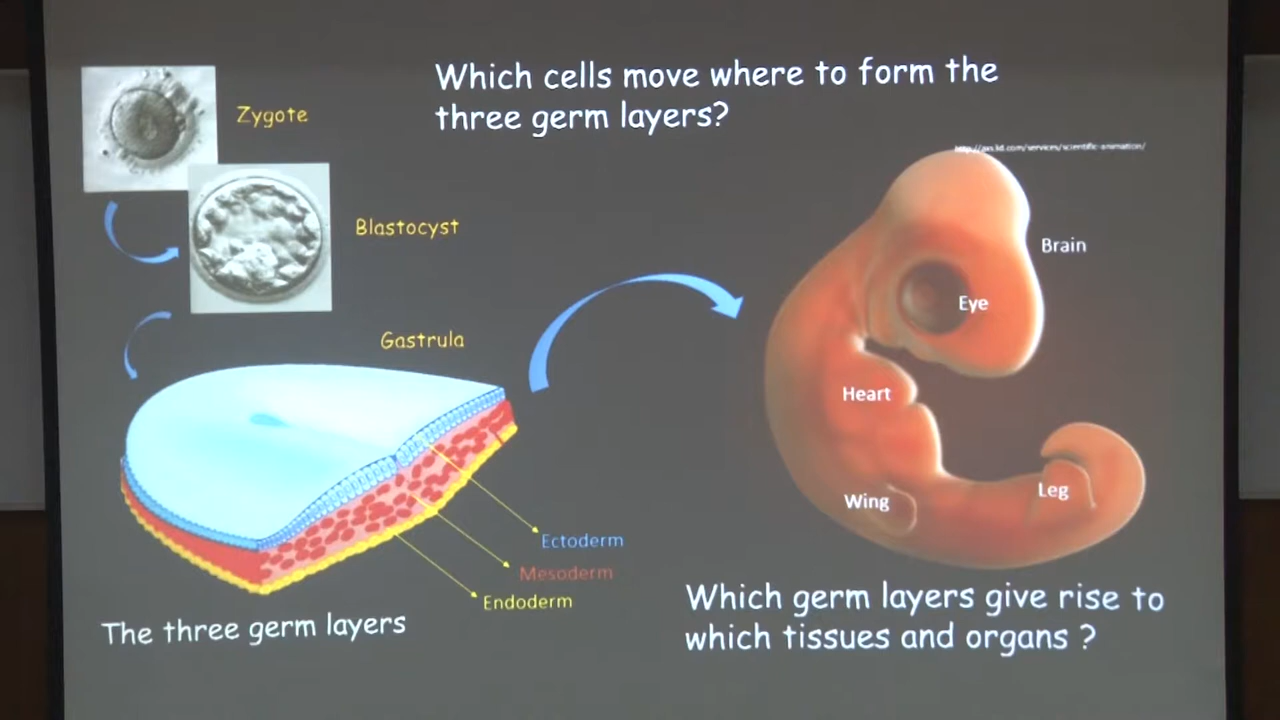 Which cells move where to form the
three germ layers?
Zygote
Blastocyst
Gastrula
Ectoderm
Mesoderm
Endoderm
The three germ layers
Brain
Eye
Heart
Wing
Leg
Which germ layers give rise to
which tissues and organs ?